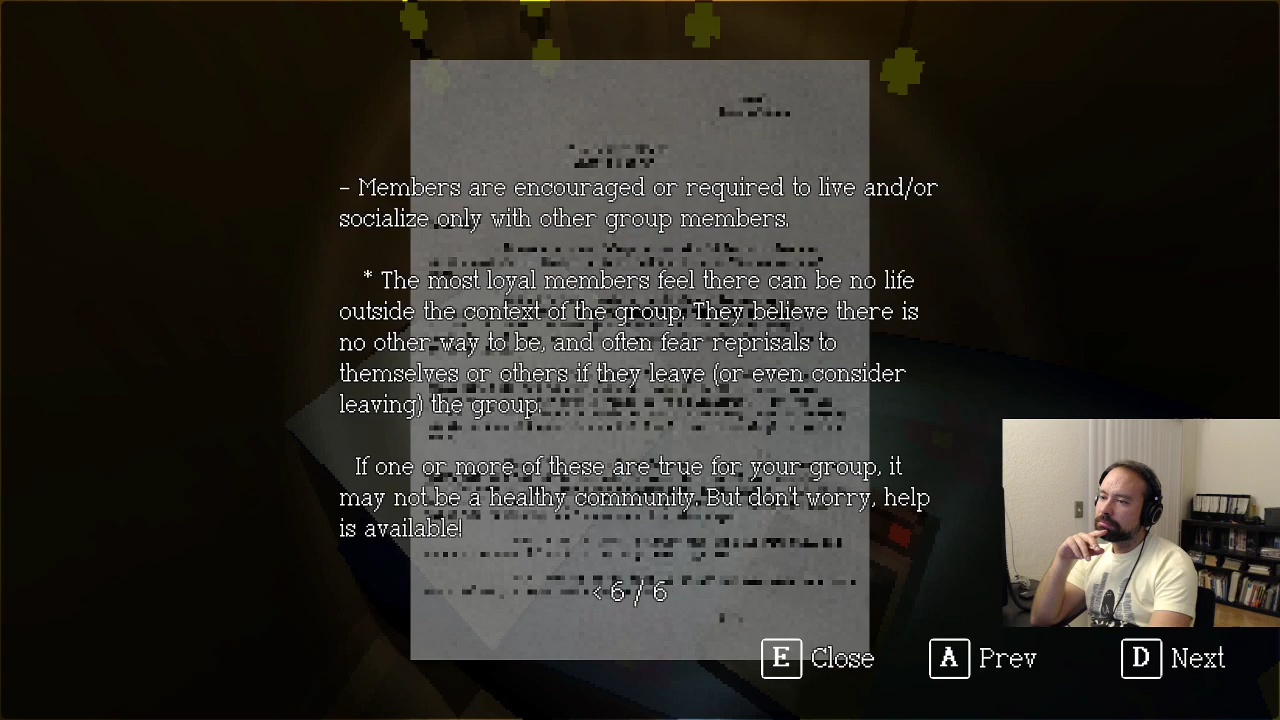 - Members are encouraged or required to live and/or
socialize only with other group members.
* The most loyal members feel there can be no life
outside the context of the group. They believe there is
no other way to be, and often fear reprisals to
themselves or others if they leave (or even consider
leaving) the group.
If one or more of these are true for your group, it
may not be a healthy community. But don't worry, help
is available!
< 6 / 6
E Close
A Prev
D Next